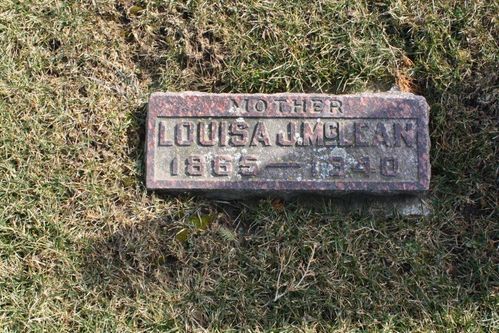 MOTHER
LOUISA J. MCLEAN
1865-1940